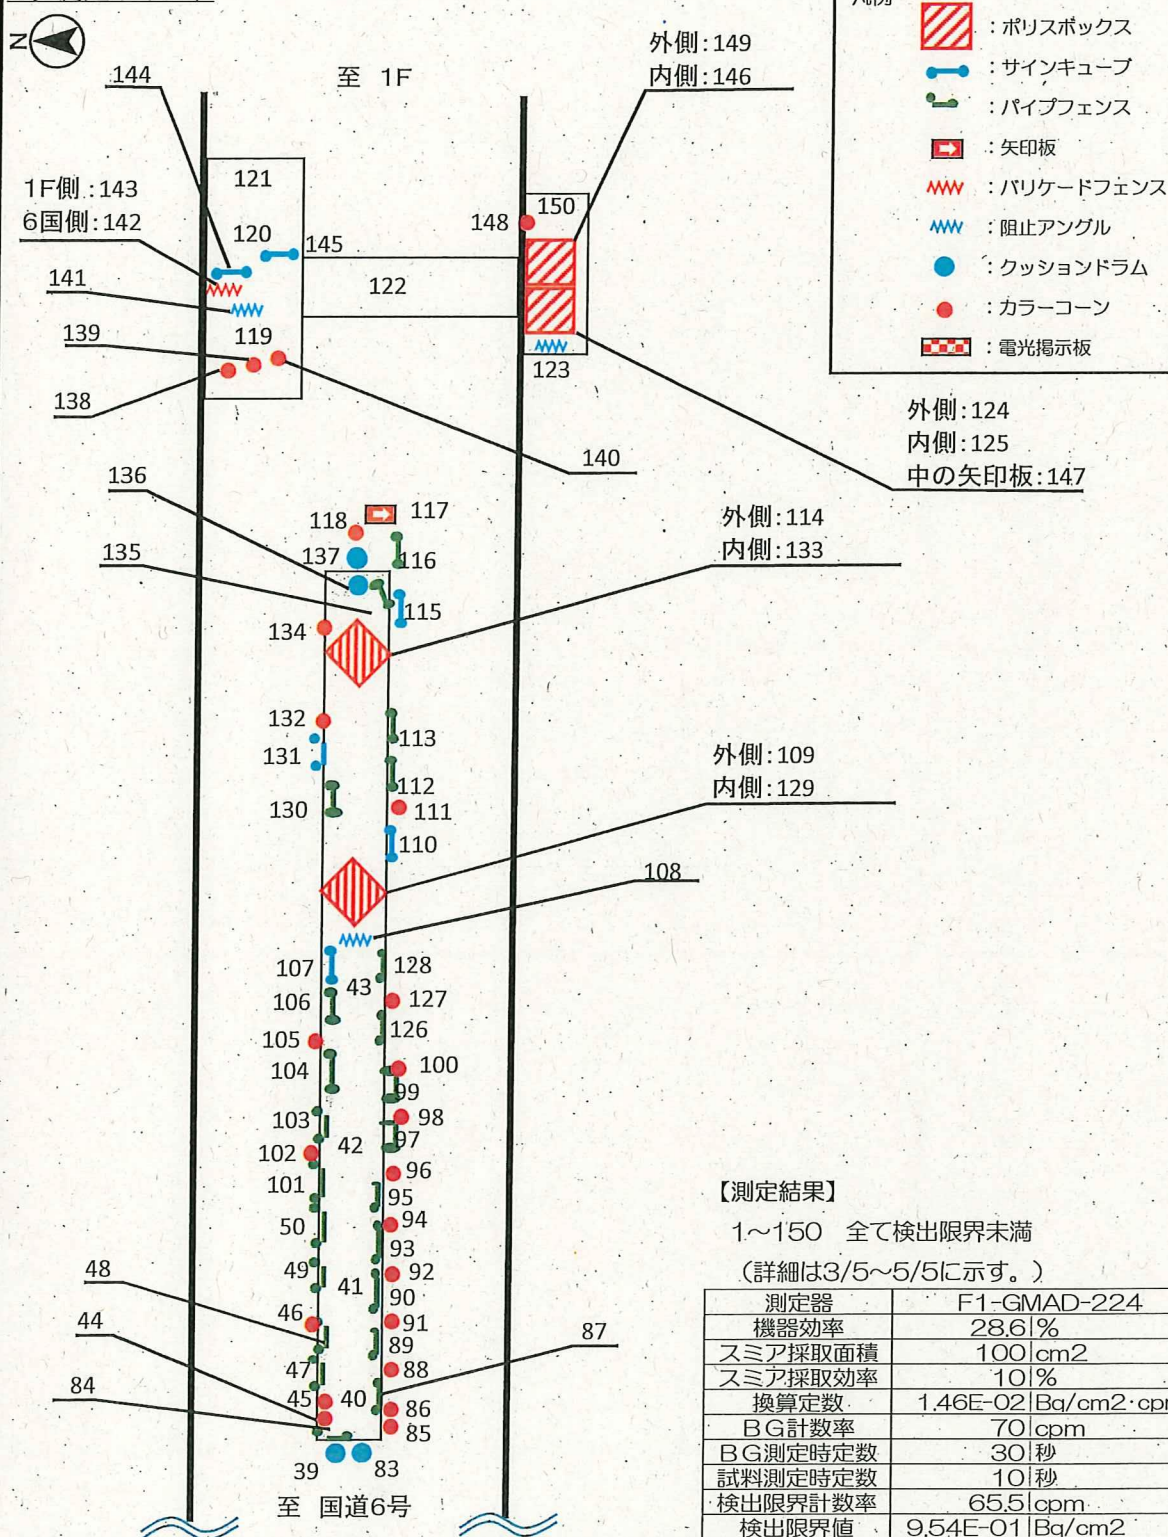 N
至 1F
144
1F側:143
6国側:142
141
139
138
121
120
145
119
122
148
150
123
外側:149
内側:146
:ポリスボックス
:サインキューブ
:パイプフェンス
:矢印板
:バリケードフェンス
:阻止アングル
:クッションドラム
:カラーコーン
:電光掲示板
外側:124
内側:125
中の矢印板:147
140
136
135
118
117
137
116
115
134
外側:114
内側:133
132
131
130
113
112
111
110
外側:109
内側:129
108
107
43
128
106
127
126
105
104
100
99
103
98
97
102
42
96
101
95
50
94
93
49
41
92
90
48
46
91
89
44
47
88
87
84
45
40
86
85
39
83
至 国道6号
【測定結果】
1~150 全て検出限界未満
(詳細は3/5~5/5に示す。)
測定器 F1-GMAD-224
機器効率 28.6 %
スミア採取面積 100 cm2
スミア採取効率 10 %
換算定数 1.46E-02 Bq/cm2・cpm
BG計数率 70 cpm
BG測定時定数 30 秒
試料測定時定数 10 秒
検出限界計数率 65.5 cpm
検出限界値 9.54E-01 Bq/cm2